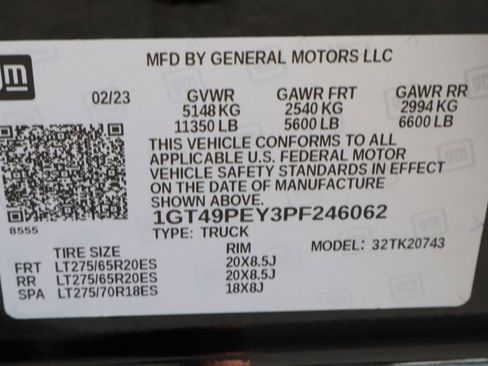 gm
MFD BY GENERAL MOTORS LLC
02/23 GVWR GAWR FRT GAWR RR
5148 KG 2540 KG 2994 KG
11350 LB 5600 LB 6600 LB
THIS VEHICLE CONFORMS TO ALL
APPLICABLE U.S. FEDERAL MOTOR
VEHICLE SAFETY STANDARDS IN EFFECT
ON THE DATE OF MANUFACTURE
SHOWN ABOVE.
1GT49PEY3PF246062
8555 TYPE: TRUCK
TIRE SIZE RIM MODEL: 32TK20743
FRT LT275/65R20ES 20X8.5J
RR LT275/65R20ES 20X8.5J
SPA LT275/70R18ES 18X8J